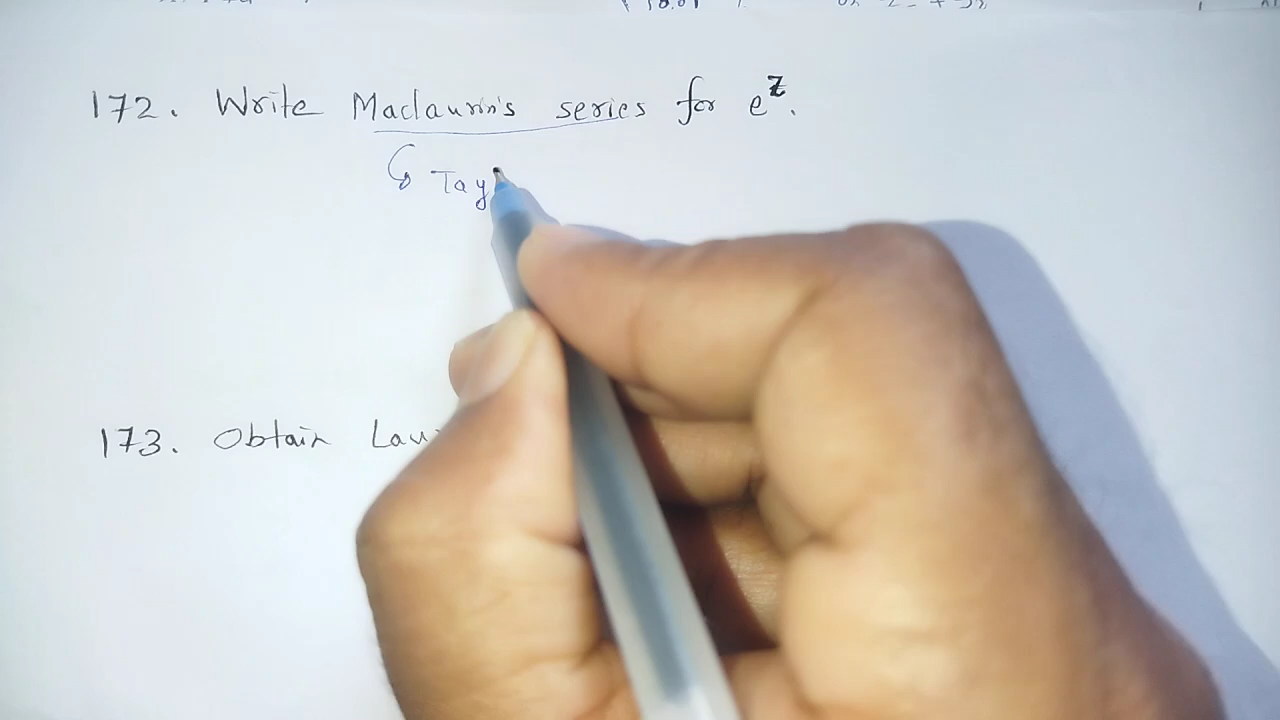 172. Write Maclaurin's series for e^z.
Tay
173. Obtain Lau